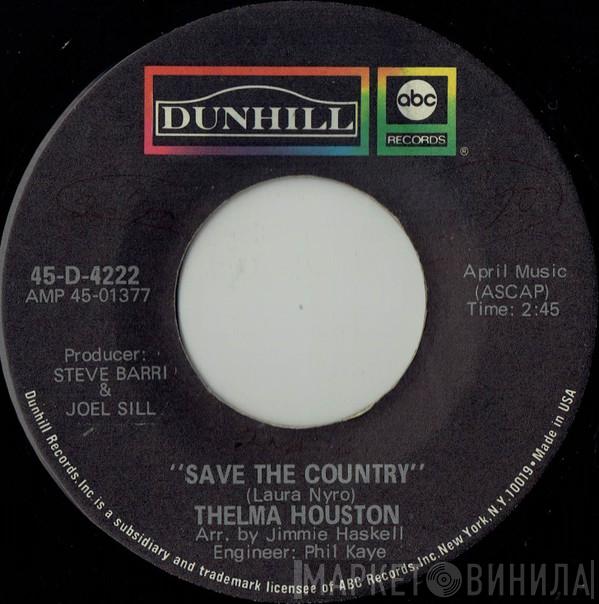 DUNHILL
abc
RECORDS
®
45-D-4222
AMP 45-01377
April Music
(ASCAP)
Time: 2:45
Producer:
STEVE BARRI
&
JOEL SILL
"SAVE THE COUNTRY"
(Laura Nyro)
THELMA HOUSTON
Arr. by Jimmie Haskell
Engineer: Phil Kaye
Dunhill Records, Inc. is a subsidiary and trademark licensee of ABC Records, Inc. New York, N.Y. 10019 • Made in USA
МАРКЕТ ВИНИЛА